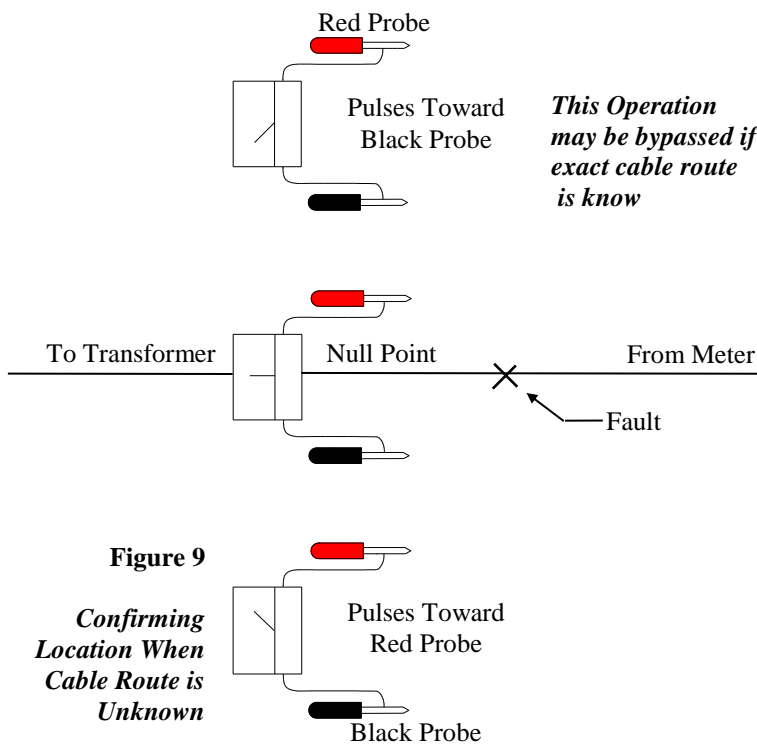 Red Probe
Pulses Toward
Black Probe
This Operation
may be bypassed if
exact cable route
is know
To Transformer
Null Point
From Meter
Fault
Figure 9
Confirming
Location When
Cable Route is
Unknown
Pulses Toward
Red Probe
Black Probe